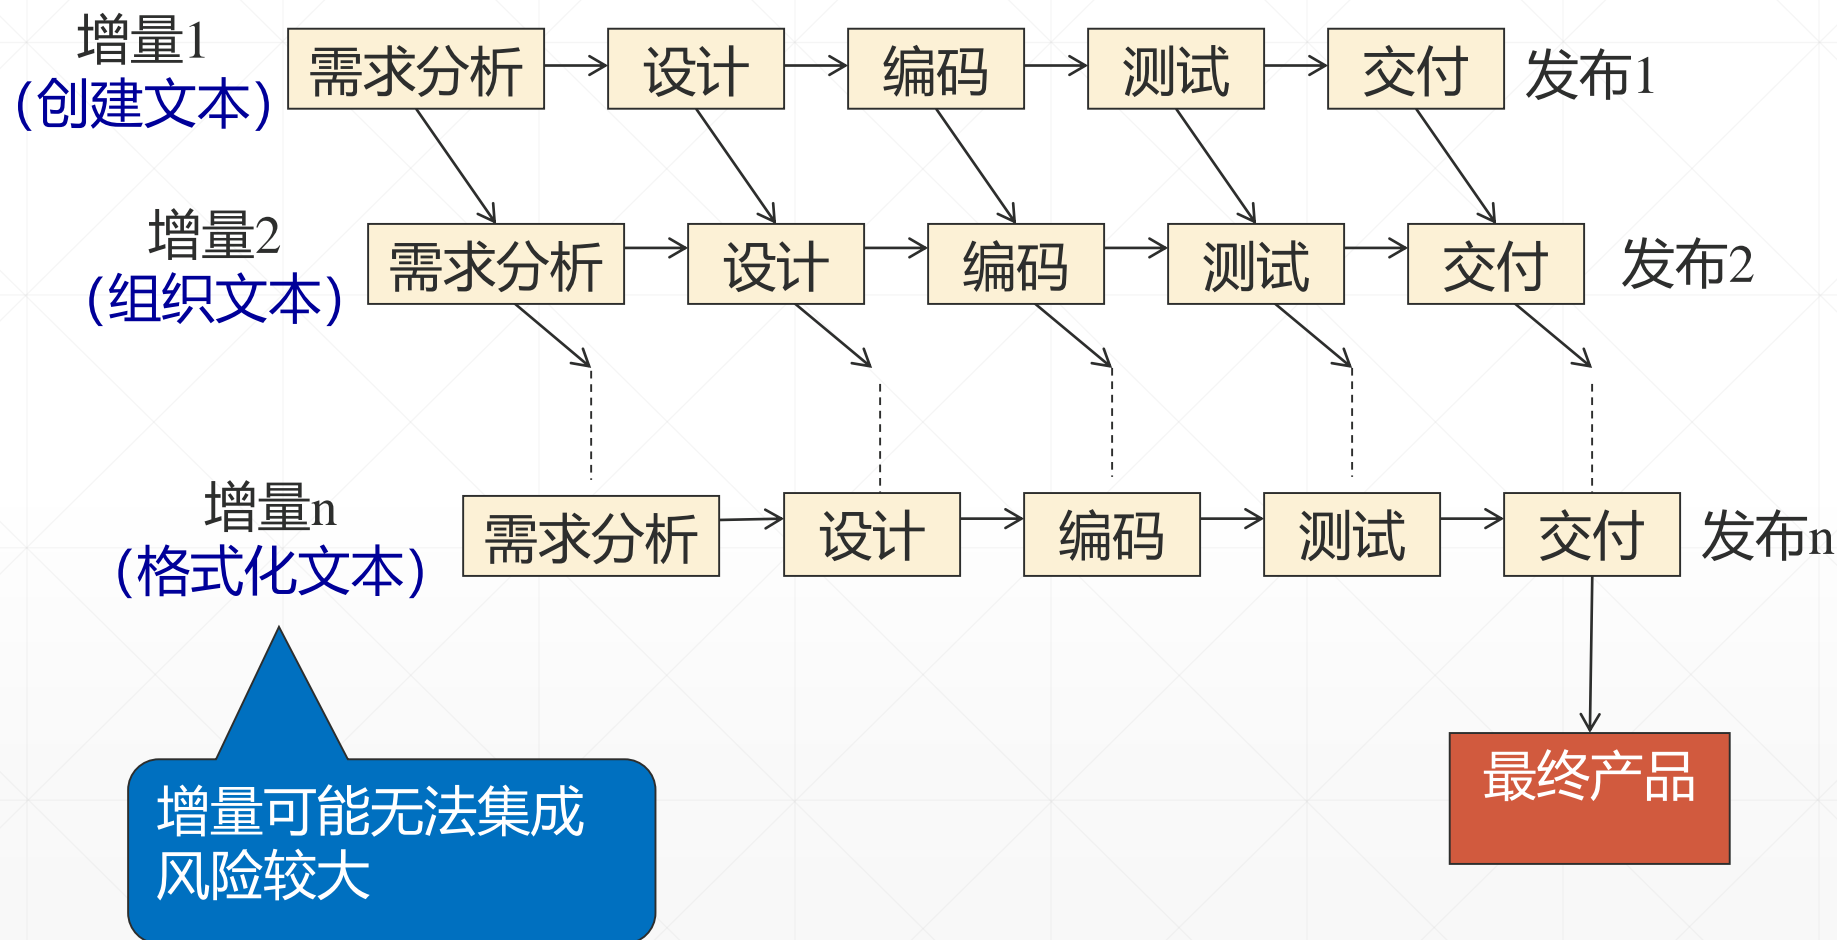 增量1
(创建文本)
需求分析
设计
编码
测试
交付
发布1
增量2
(组织文本)
需求分析
设计
编码
测试
交付
发布2
增量n
(格式化文本)
需求分析
设计
编码
测试
交付
发布n
增量可能无法集成
风险较大
最终产品